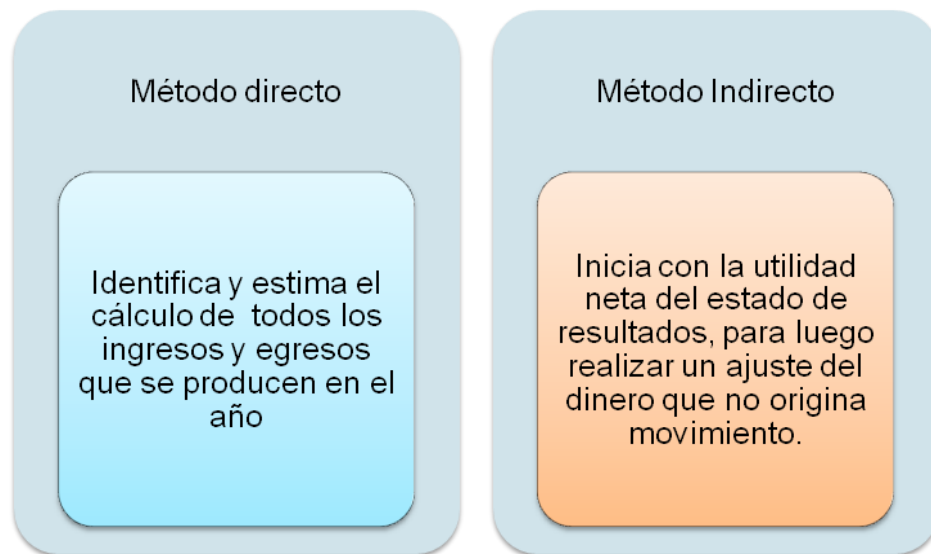 Método directo
Identifica y estima el
cálculo de todos los
ingresos y egresos
que se producen en el
año
Método Indirecto
Inicia con la utilidad
neta del estado de
resultados, para luego
realizar un ajuste del
dinero que no origina
movimiento.